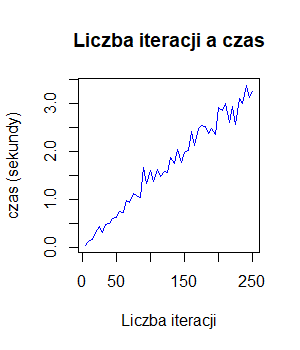 Liczba iteracji a czas
czas (sekundy)
3.0
2.0
1.0
0.0
0 50 150 250
Liczba iteracji